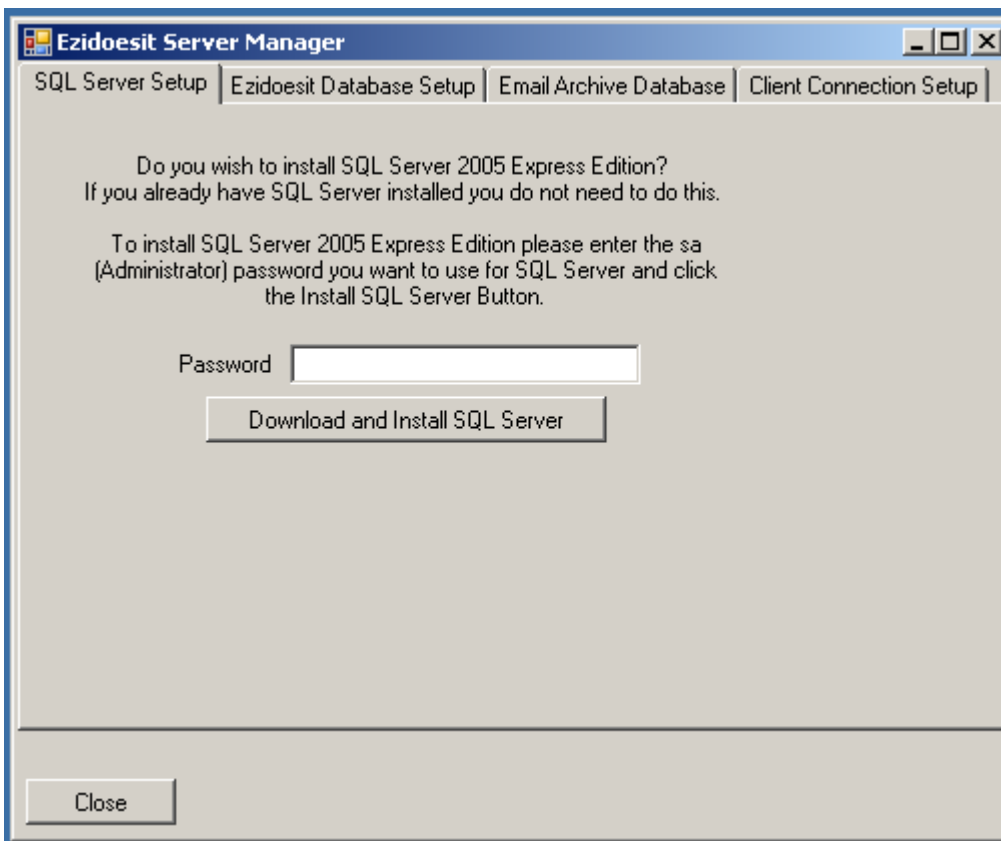 Ezidoesit Server Manager
SQL Server Setup
Ezidoesit Database Setup
Email Archive Database
Client Connection Setup
Do you wish to install SQL Server 2005 Express Edition?
If you already have SQL Server installed you do not need to do this.
To install SQL Server 2005 Express Edition please enter the sa
(Administrator) password you want to use for SQL Server and click
the Install SQL Server Button.
Password
Download and Install SQL Server
Close